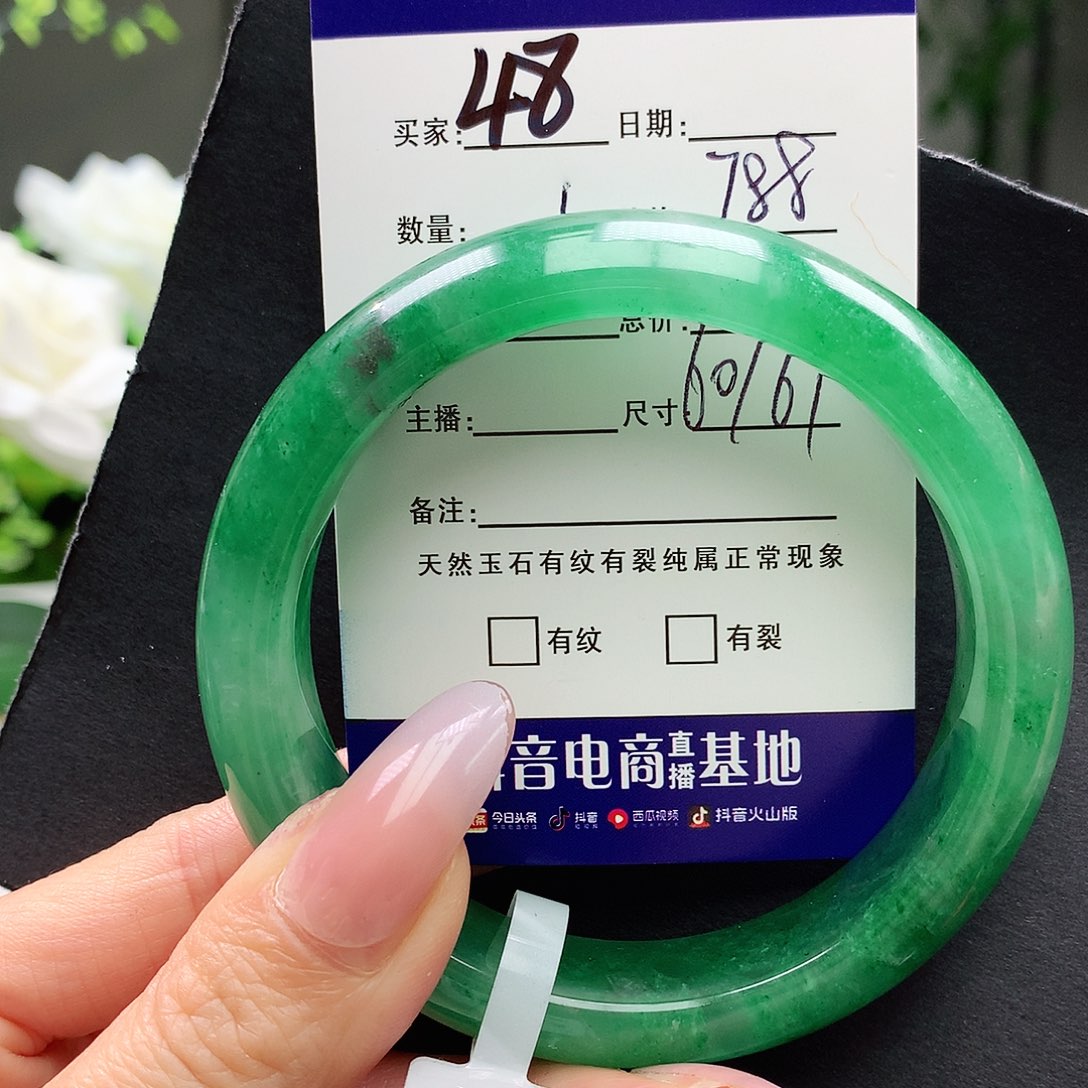 买家: 48 日期:
788
数量: 1
总价:
主播: 尺寸: 60/61
备注:
天然玉石有纹有裂纯属正常现象
有纹 有裂
音电商直播基地
今日头条 抖音 西瓜视频 抖音火山版